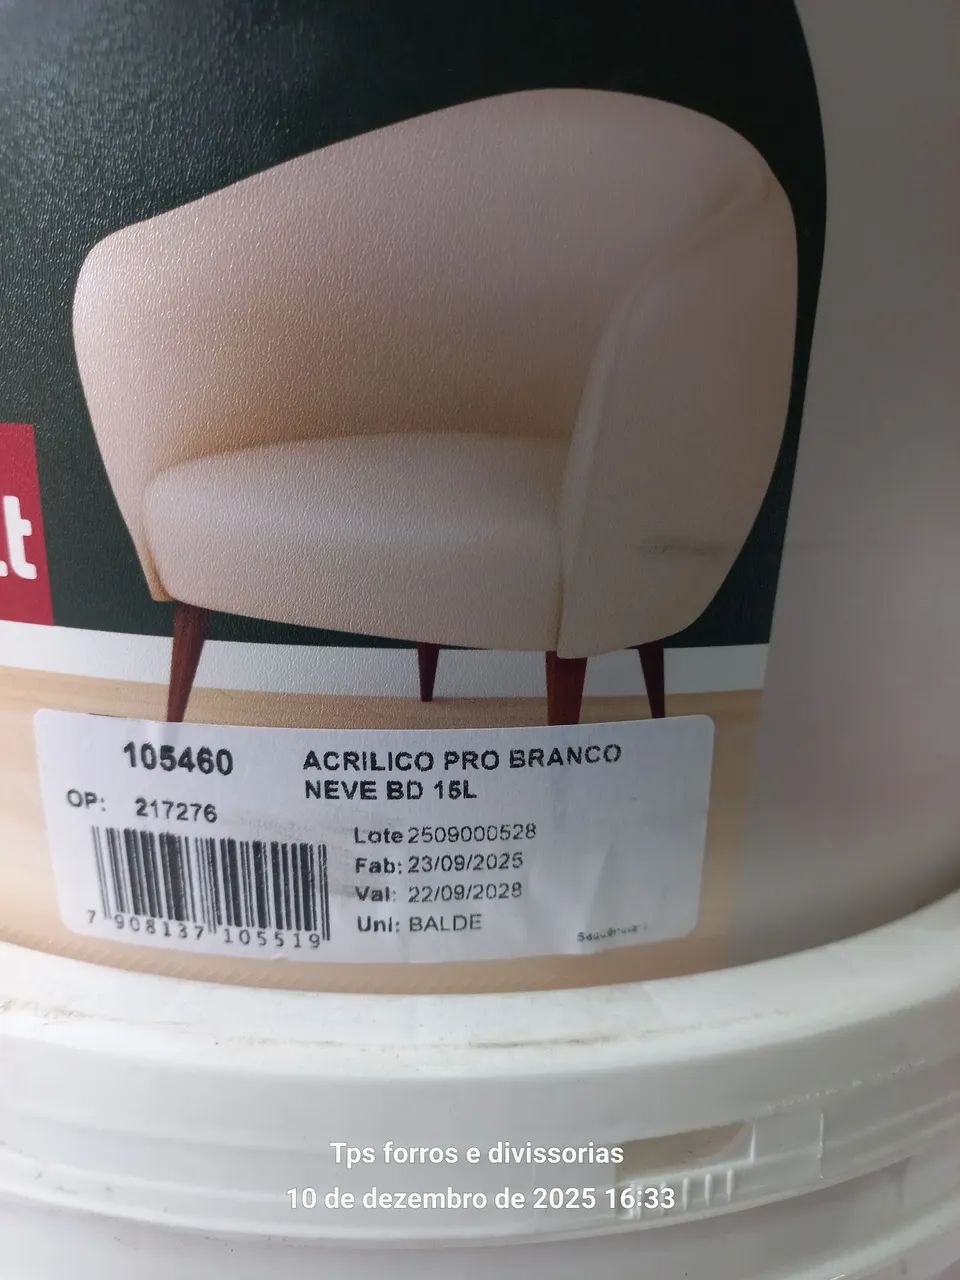 lt
105460
ACRILICO PRO BRANCO
NEVE BD 15L
OP: 217276
Lote 2509000528
Fab: 23/09/2025
Val: 22/09/2028
Uni: BALDE
7 908137 105519
Tps forros e divissorias
10 de dezembro de 2025 16:33